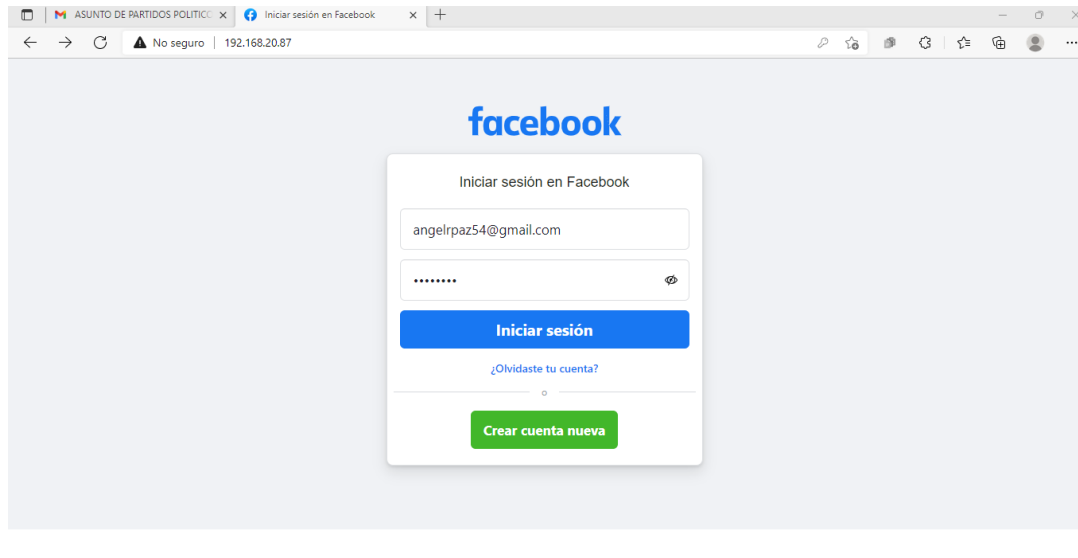 ASUNTO DE PARTIDOS POLITICO
Iniciar sesión en Facebook
No seguro
192.168.20.87
facebook
Iniciar sesión en Facebook
angelrpaz54@gmail.com
••••••••
Iniciar sesión
¿Olvidaste tu cuenta?
o
Crear cuenta nueva